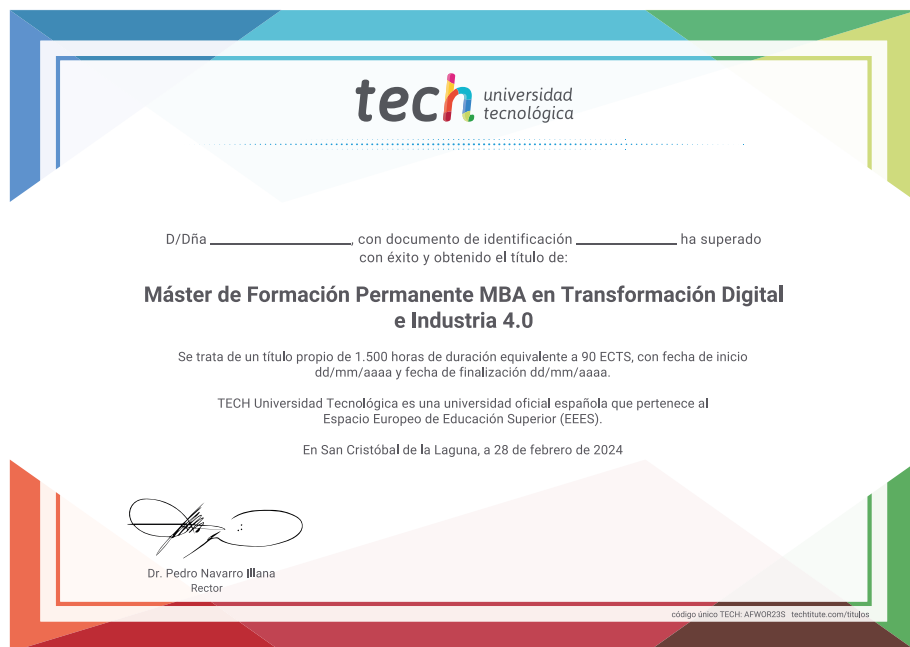 tech universidad
tecnológica
D/Dña ____________________, con documento de identificación ______________ ha superado
con éxito y obtenido el título de:
Máster de Formación Permanente MBA en Transformación Digital
e Industria 4.0
Se trata de un título propio de 1.500 horas de duración equivalente a 90 ECTS, con fecha de inicio
dd/mm/aaaa y fecha de finalización dd/mm/aaaa.
TECH Universidad Tecnológica es una universidad oficial española que pertenece al
Espacio Europeo de Educación Superior (EEES).
En San Cristóbal de la Laguna, a 28 de febrero de 2024
Dr. Pedro Navarro Illana
Rector
código único TECH: AFWOR23S techtitute.com/titulos